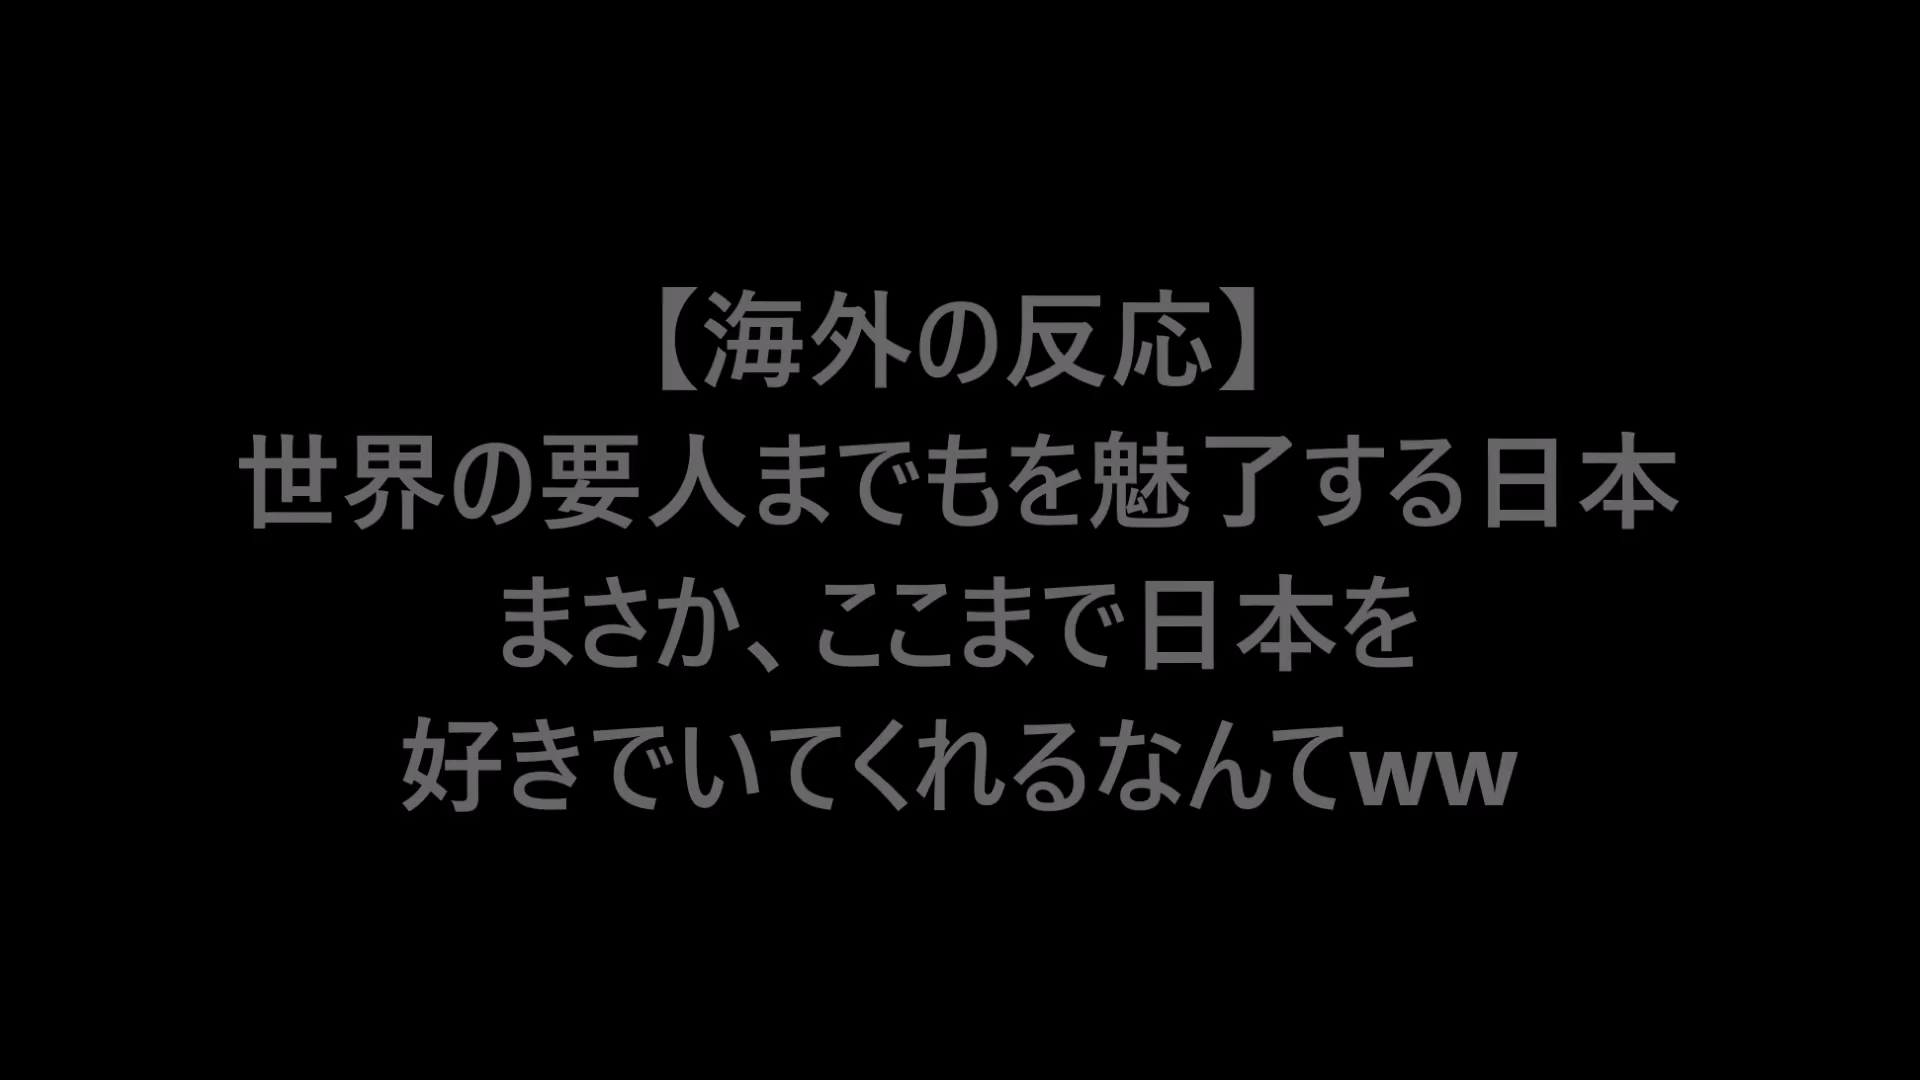 【海外の反応】
世界の要人までもを魅了する日本
まさか、ここまで日本を
好きでいてくれるなんてww